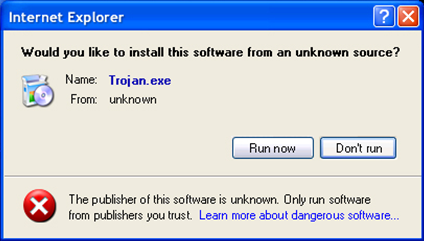 Internet Explorer
Would you like to install this software from an unknown source?
Name: Trojan.exe
From: unknown
Run now Don't run
The publisher of this software is unknown. Only run software
from publishers you trust. Learn more about dangerous software...